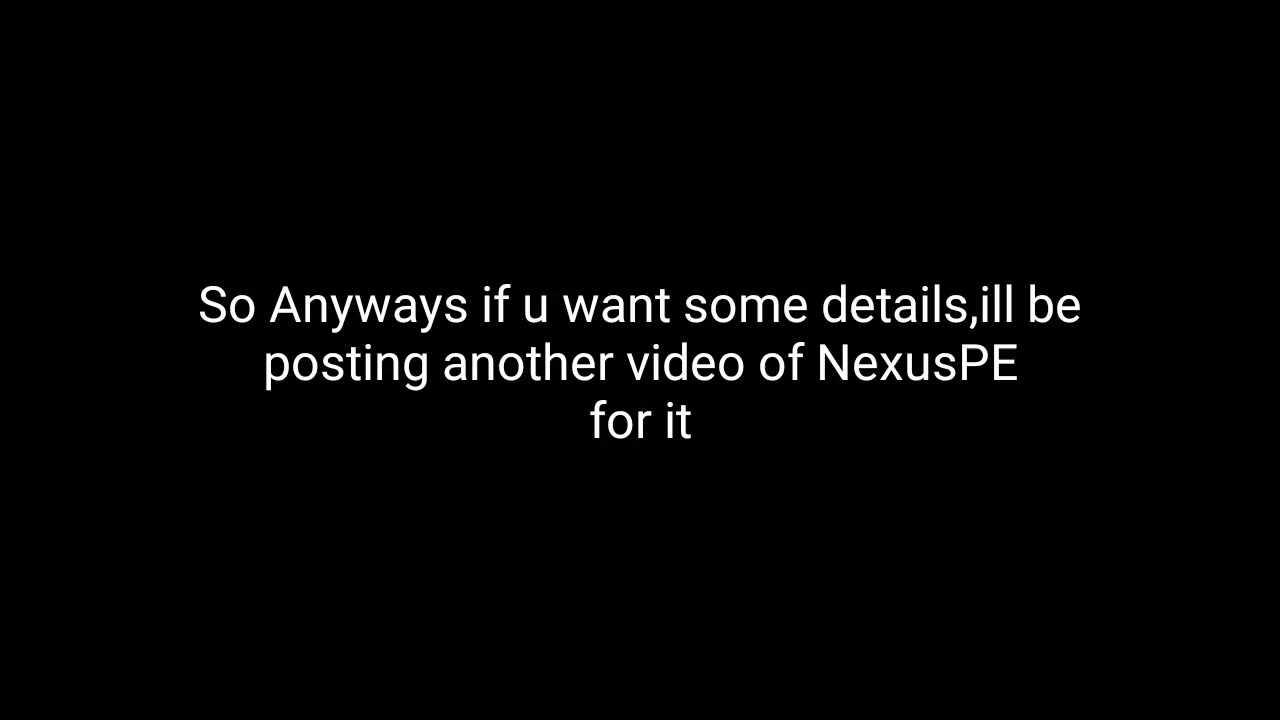 So Anyways if u want some details,ill be
posting another video of NexusPE
for it